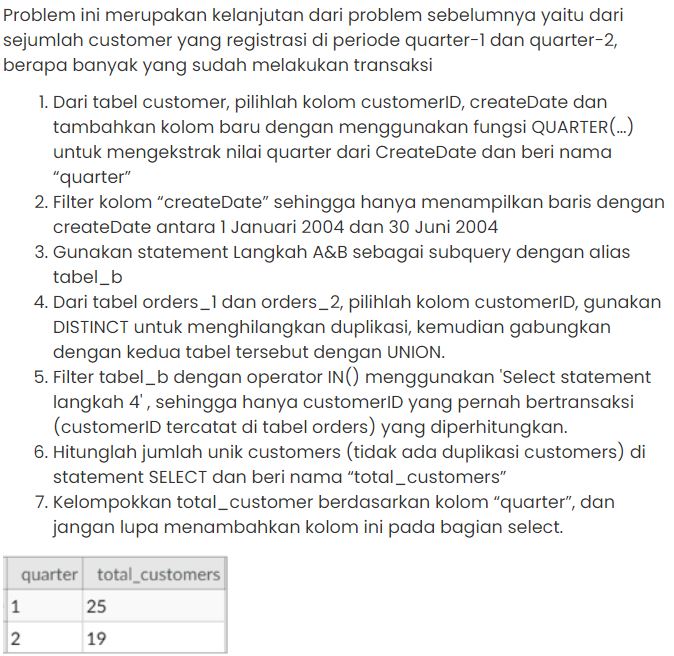 Problem ini merupakan kelanjutan dari problem sebelumnya yaitu dari
sejumlah customer yang registrasi di periode quarter-1 dan quarter-2,
berapa banyak yang sudah melakukan transaksi
1. Dari tabel customer, pilihlah kolom customerID, createDate dan
tambahkan kolom baru dengan menggunakan fungsi QUARTER(…)
untuk mengekstrak nilai quarter dari CreateDate dan beri nama
“quarter”
2. Filter kolom “createDate” sehingga hanya menampilkan baris dengan
createDate antara 1 Januari 2004 dan 30 Juni 2004
3. Gunakan statement Langkah A&B sebagai subquery dengan alias
tabel_b
4. Dari tabel orders_1 dan orders_2, pilihlah kolom customerID, gunakan
DISTINCT untuk menghilangkan duplikasi, kemudian gabungkan
dengan kedua tabel tersebut dengan UNION.
5. Filter tabel_b dengan operator IN() menggunakan 'Select statement
langkah 4' , sehingga hanya customerID yang pernah bertransaksi
(customerID tercatat di tabel orders) yang diperhitungkan.
6. Hitunglah jumlah unik customers (tidak ada duplikasi customers) di
statement SELECT dan beri nama “total_customers”
7. Kelompokkan total_customer berdasarkan kolom “quarter”, dan
jangan lupa menambahkan kolom ini pada bagian select.
quarter total_customers
1 25
2 19